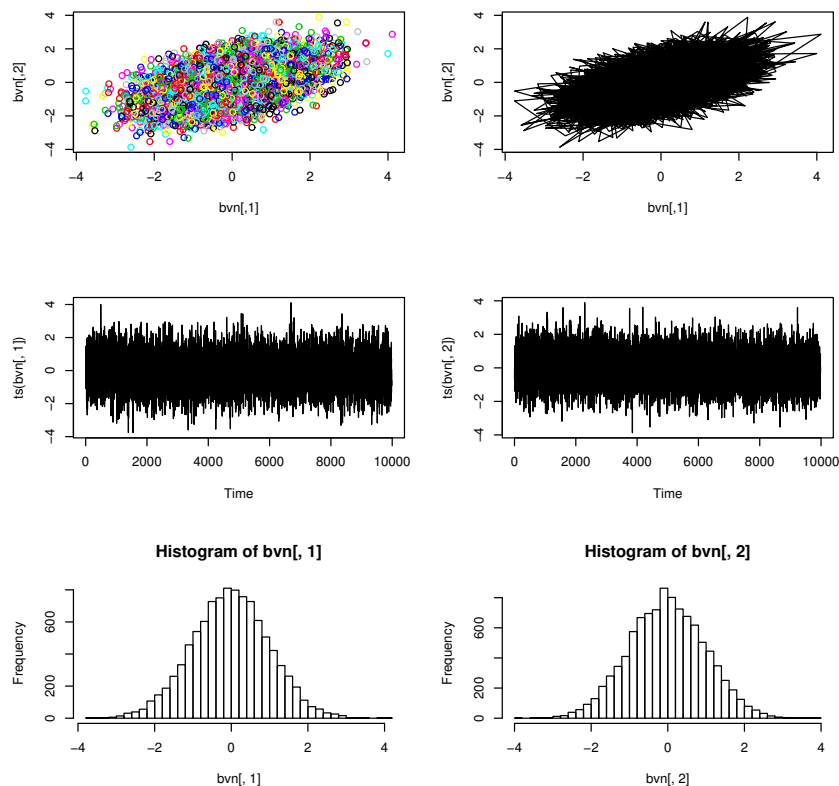 bvn[,2]
4
2
0
−2
−4
−4 −2 0 2 4
bvn[,1]
bvn[,2]
4
2
0
−2
−4
−4 −2 0 2 4
bvn[,1]
ts(bvn[, 1])
4
2
0
−2
−4
0 2000 4000 6000 8000 10000
Time
ts(bvn[, 2])
4
2
0
−2
−4
0 2000 4000 6000 8000 10000
Time
Histogram of bvn[, 1]
Frequency
600
200
0
−4 −2 0 2 4
bvn[, 1]
Histogram of bvn[, 2]
Frequency
600
200
0
−4 −2 0 2 4
bvn[, 2]